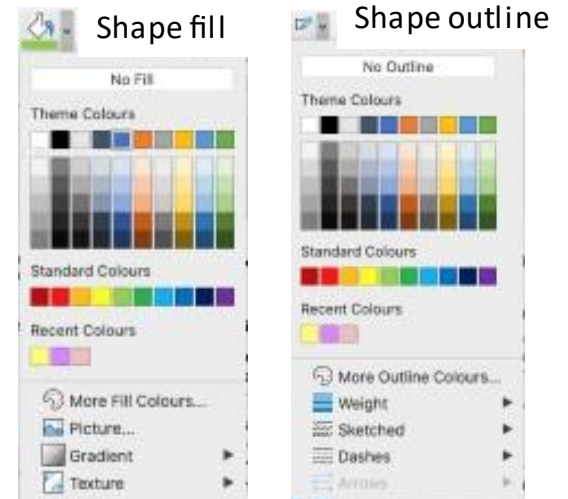 Shape fill
No Fill
Theme Colours
Standard Colours
Recent Colours
More Fill Colours...
Picture...
Gradient
Texture
Shape outline
No Outline
Theme Colours
Standard Colours
Recent Colours
More Outline Colours...
Weight
Sketched
Dashes
Arrows